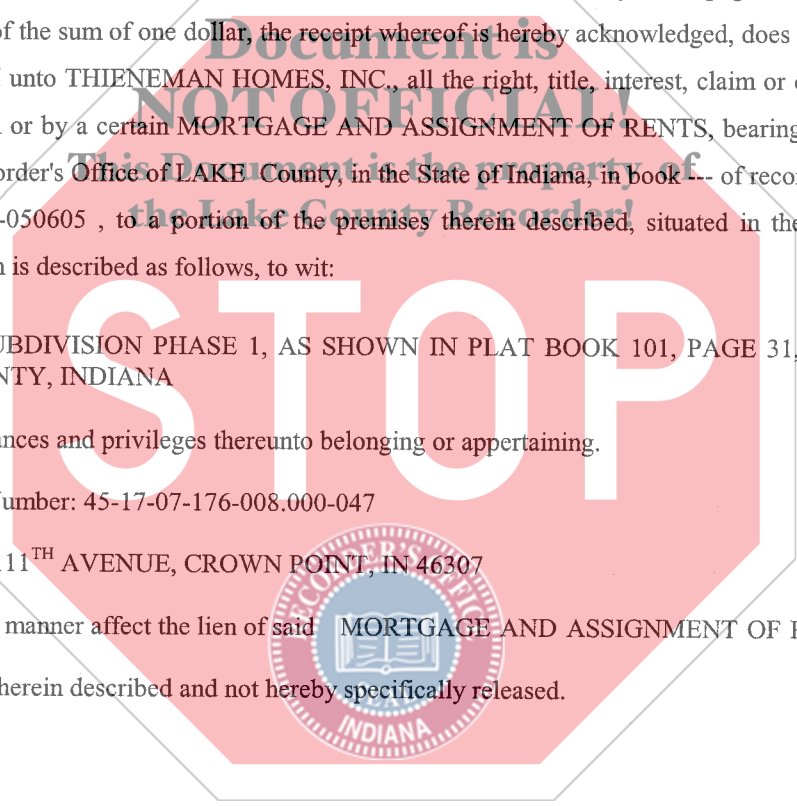 of the sum of one dollar, the receipt whereof is hereby acknowledged, does
Document is
unto THIENEMAN HOMES, INC., all the right, title, interest, claim or
NOT OFFICIAL!
or by a certain MORTGAGE AND ASSIGNMENT OF RENTS, bearing
This Document is the property of
order's Office of LAKE County, in the State of Indiana, in book --- of recor
the Lake County Recorder!
-050605 , to a portion of the premises therein described, situated in the
is described as follows, to wit:
STOP
UBDIVISION PHASE 1, AS SHOWN IN PLAT BOOK 101, PAGE 31,
NTY, INDIANA
ances and privileges thereunto belonging or appertaining.
Number: 45-17-07-176-008.000-047
111TH AVENUE, CROWN POINT, IN 46307
RECORDER'S OFFICE
manner affect the lien of said MORTGAGE AND ASSIGNMENT OF
herein described and not hereby specifically released.
SEAL
INDIANA